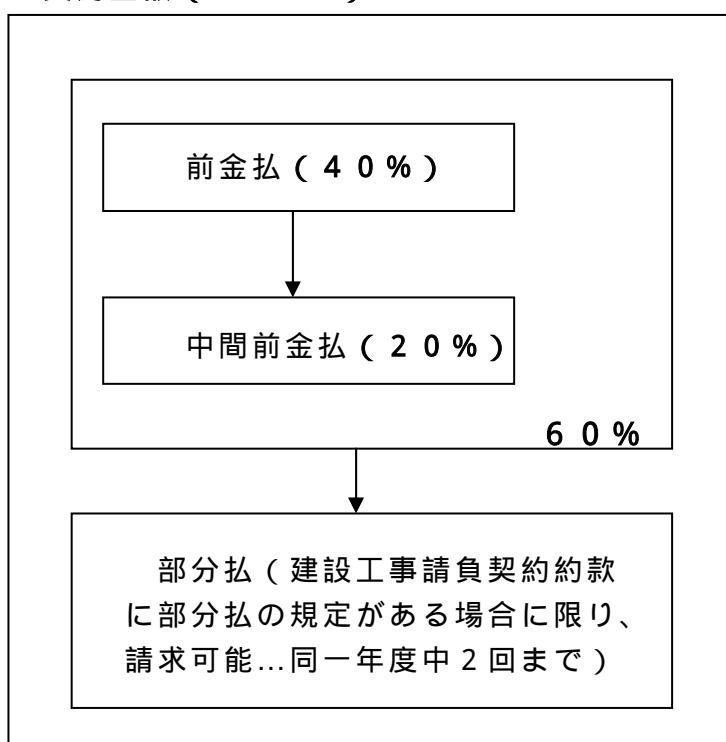 前金払（４０％）
中間前金払（２０％）
６０％
部分払（建設工事請負契約約款
に部分払の規定がある場合に限り、
請求可能…同一年度中２回まで）